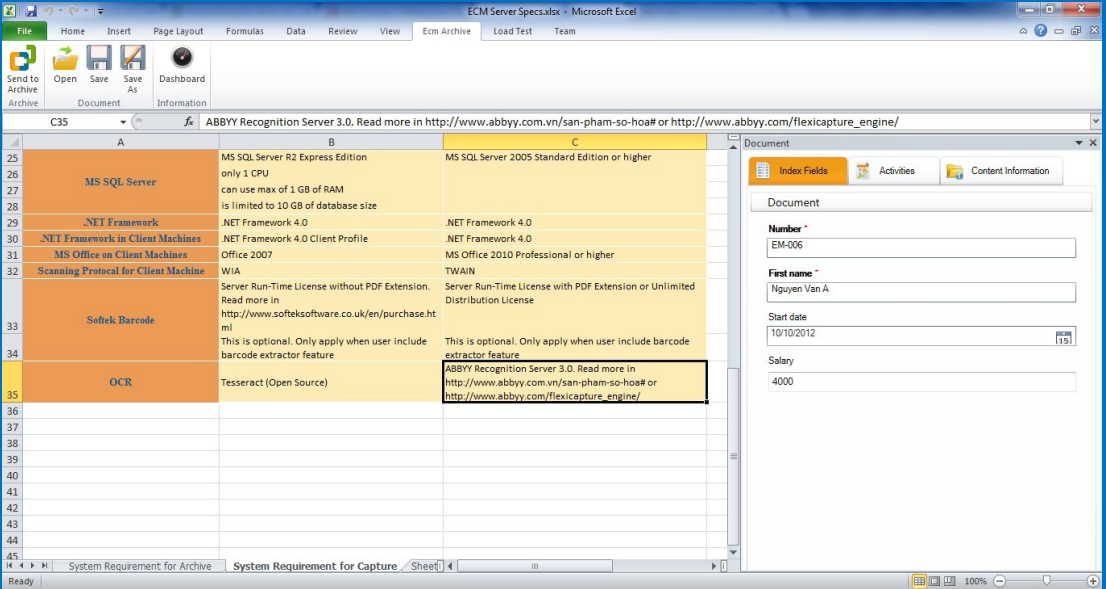 ECM Server Specs.xlsx - Microsoft Excel
File Home Insert Page Layout Formulas Data Review View Ecm Archive Load Test Team
Send to Archive
Open
Save
Save As
Dashboard
Archive Document Information
C35
fx
ABBYY Recognition Server 3.0. Read more in http://www.abbyy.com.vn/san-pham-so-hoa# or http://www.abbyy.com/flexicapture_engine/
A B C
25 MS SQL Server R2 Express Edition MS SQL Server 2005 Standard Edition or higher
26 only 1 CPU
MS SQL Server
27 can use max of 1 GB of RAM
28 is limited to 10 GB of database size
29 .NET Framework .NET Framework 4.0 .NET Framework 4.0
30 .NET Framework in Client Machines .NET Framework 4.0 Client Profile .NET Framework 4.0
31 MS Office on Client Machines Office 2007 MS Office 2010 Professional or higher
32 Scanning Protocal for Client Machine WIA TWAIN
Server Run-Time License without PDF Extension. Server Run-Time License with PDF Extension or Unlimited
Read more in Distribution License
http://www.softeksoftware.co.uk/en/purchase.ht
33 Softek Barcode ml
This is optional. Only apply when user include This is optional. Only apply when user include barcode
34 barcode extractor feature extractor feature
ABBYY Recognition Server 3.0. Read more in
OCR Tesseract (Open Source) http://www.abbyy.com.vn/san-pham-so-hoa# or
35 http://www.abbyy.com/flexicapture_engine/
36
37
38
39
40
41
42
43
44
45
System Requirement for Archive System Requirement for Capture Sheet
Ready 100%
Document
Index Fields Activities Content Information
Document
Number *
EM-006
First name *
Nguyen Van A
Start date
10/10/2012
15
Salary
4000